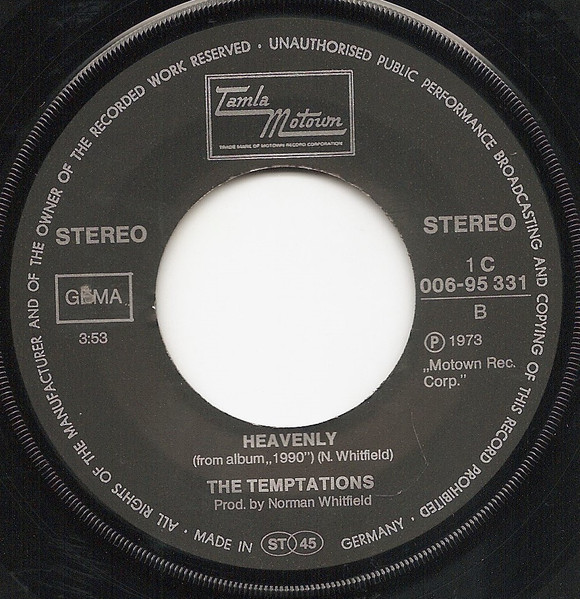 ALL RIGHTS OF THE MANUFACTURER AND OF THE OWNER OF THE RECORDED WORK RESERVED · UNAUTHORISED PUBLIC PERFORMANCE BROADCASTING AND COPYING OF THIS RECORD PROHIBITED ·
Tamla
Motown
TRADE MARK OF MOTOWN RECORD CORPORATION
STEREO
GEMA
3:53
STEREO
1 C
006-95 331
B
Ⓟ 1973
„Motown Rec.
Corp."
HEAVENLY
(from album „1990") (N. Whitfield)
THE TEMPTATIONS
Prod. by Norman Whitfield
· MADE IN ST 45 GERMANY ·